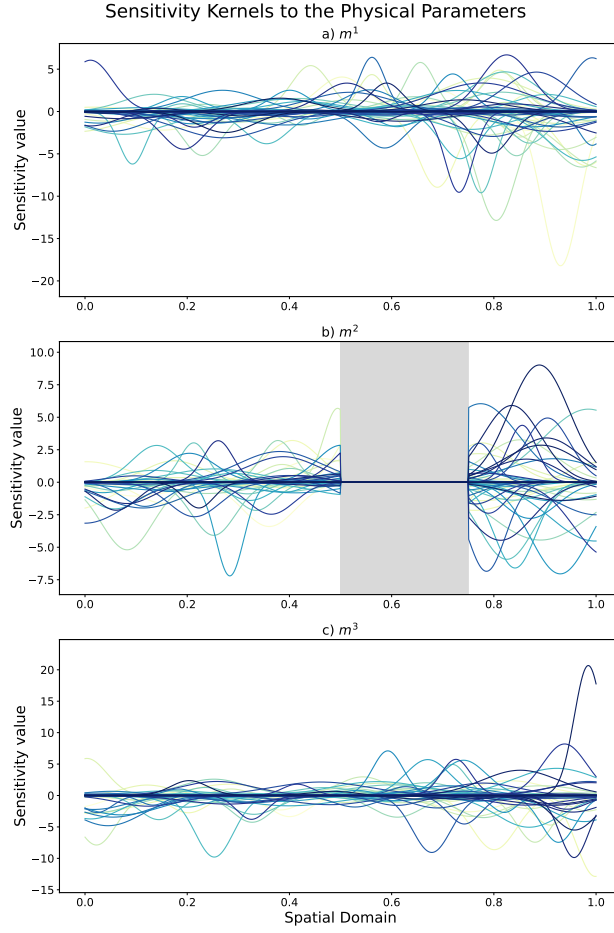 Sensitivity Kernels to the Physical Parameters
a) m¹
Sensitivity value
5
0
−5
−10
−15
−20
0.0 0.2 0.4 0.6 0.8 1.0
b) m²
Sensitivity value
10.0
7.5
5.0
2.5
0.0
−2.5
−5.0
−7.5
0.0 0.2 0.4 0.6 0.8 1.0
c) m³
Sensitivity value
20
15
10
5
0
−5
−10
−15
0.0 0.2 0.4 0.6 0.8 1.0
Spatial Domain